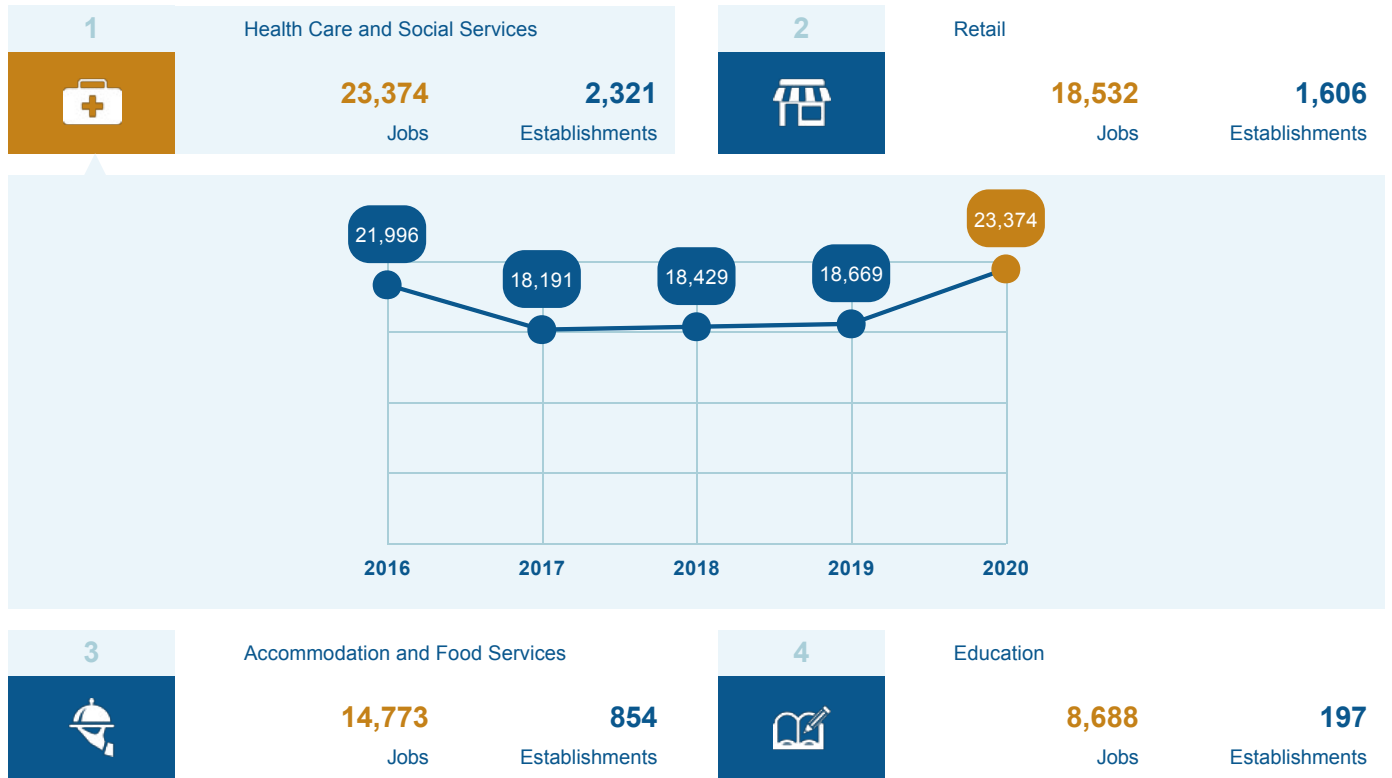 1
Health Care and Social Services
23,374
2,321
Jobs
Establishments
2
Retail
18,532
1,606
Jobs
Establishments
21,996
18,191
18,429
18,669
23,374
2016
2017
2018
2019
2020
3
Accommodation and Food Services
14,773
854
Jobs
Establishments
4
Education
8,688
197
Jobs
Establishments